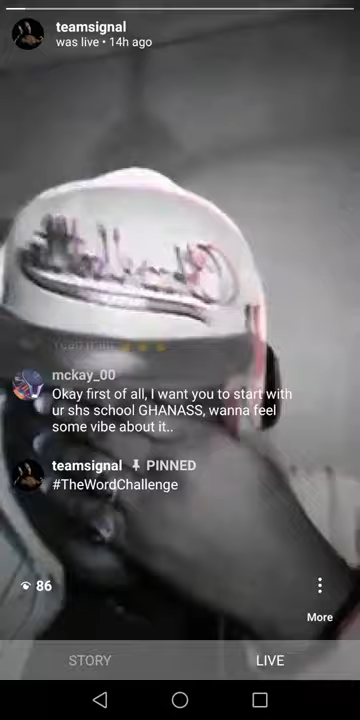 teamsignal
was live • 14h ago
mckay_00
Okay first of all, I want you to start with
ur shs school GHANASS, wanna feel
some vibe about it..
teamsignal PINNED
#TheWordChallenge
86
More
STORY
LIVE